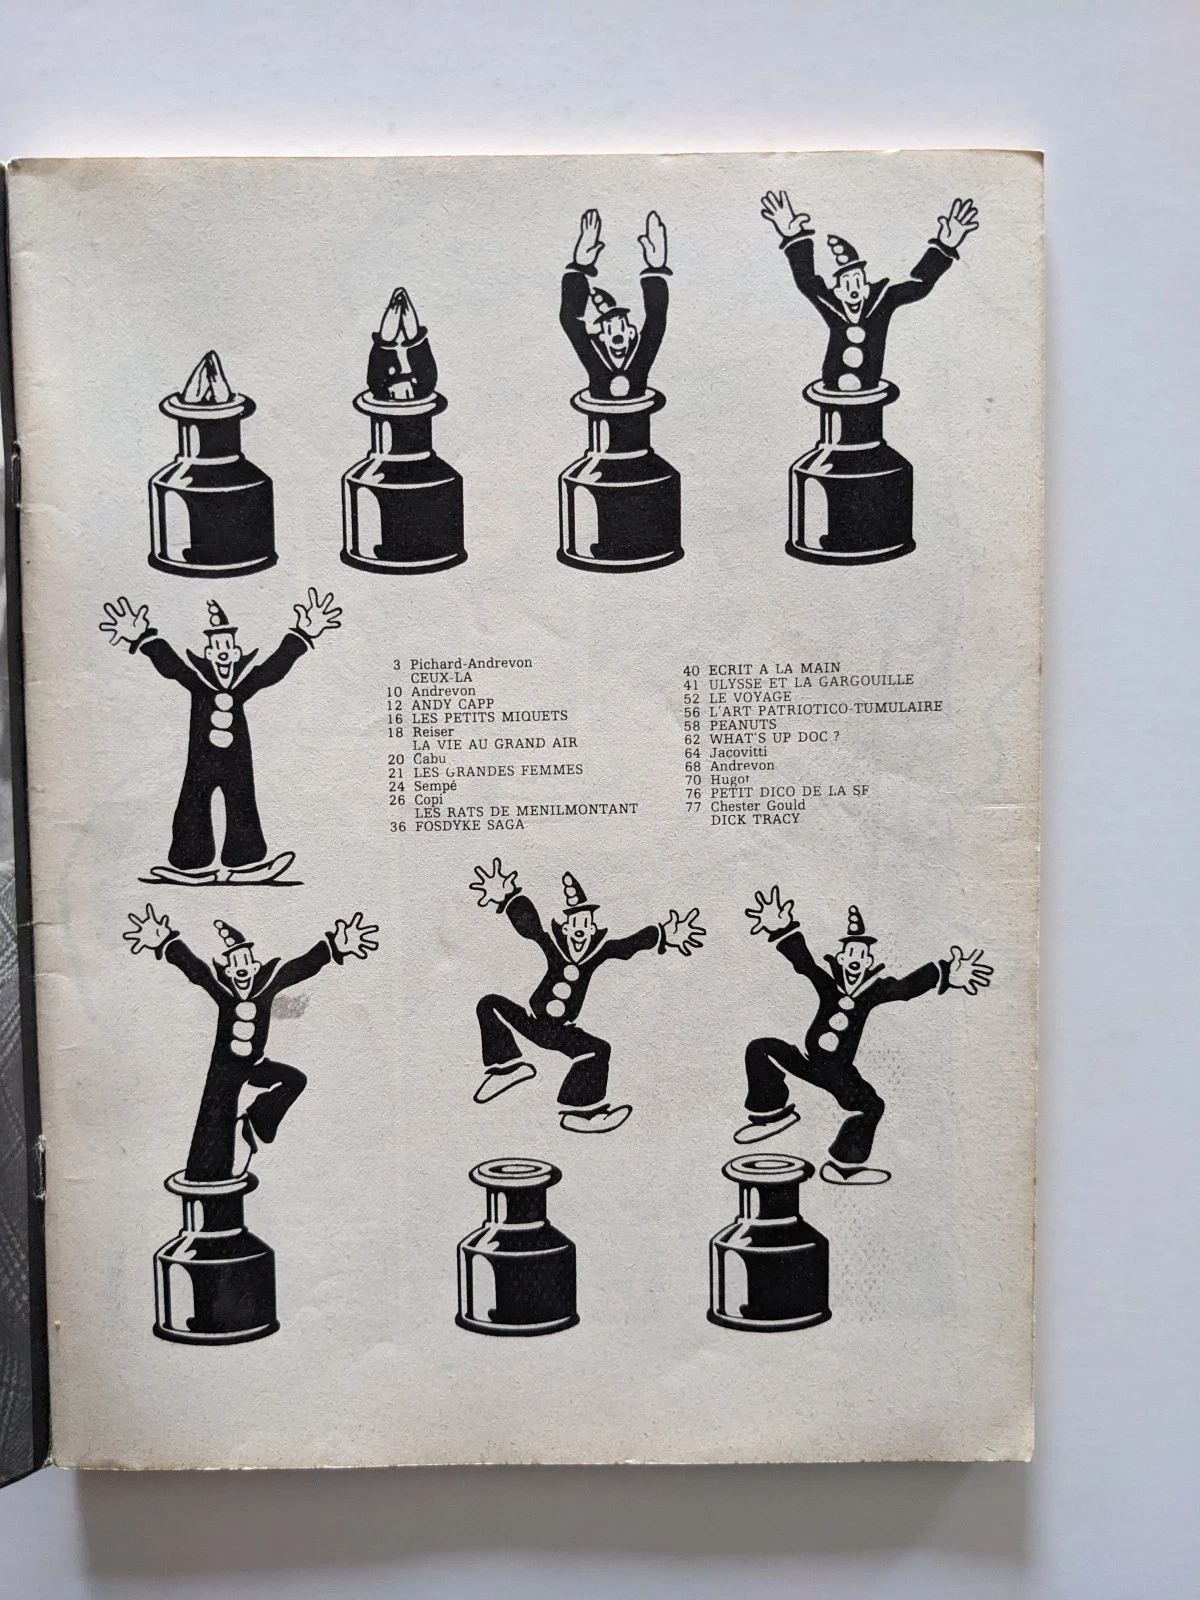 3 Pichard-Andrevon
CEUX-LA
10 Andrevon
12 ANDY CAPP
16 LES PETITS MIQUETS
18 Reiser
LA VIE AU GRAND AIR
20 Cabu
21 LES GRANDES FEMMES
24 Sempé
26 Copi
LES RATS DE MENILMONTANT
36 FOSDYKE SAGA
40 ECRIT A LA MAIN
41 ULYSSE ET LA GARGOUILLE
52 LE VOYAGE
56 L'ART PATRIOTICO-TUMULAIRE
58 PEANUTS
62 WHAT'S UP DOC ?
64 Jacovitti
68 Andrevon
70 Hugot
76 PETIT DICO DE LA SF
77 Chester Gould
DICK TRACY